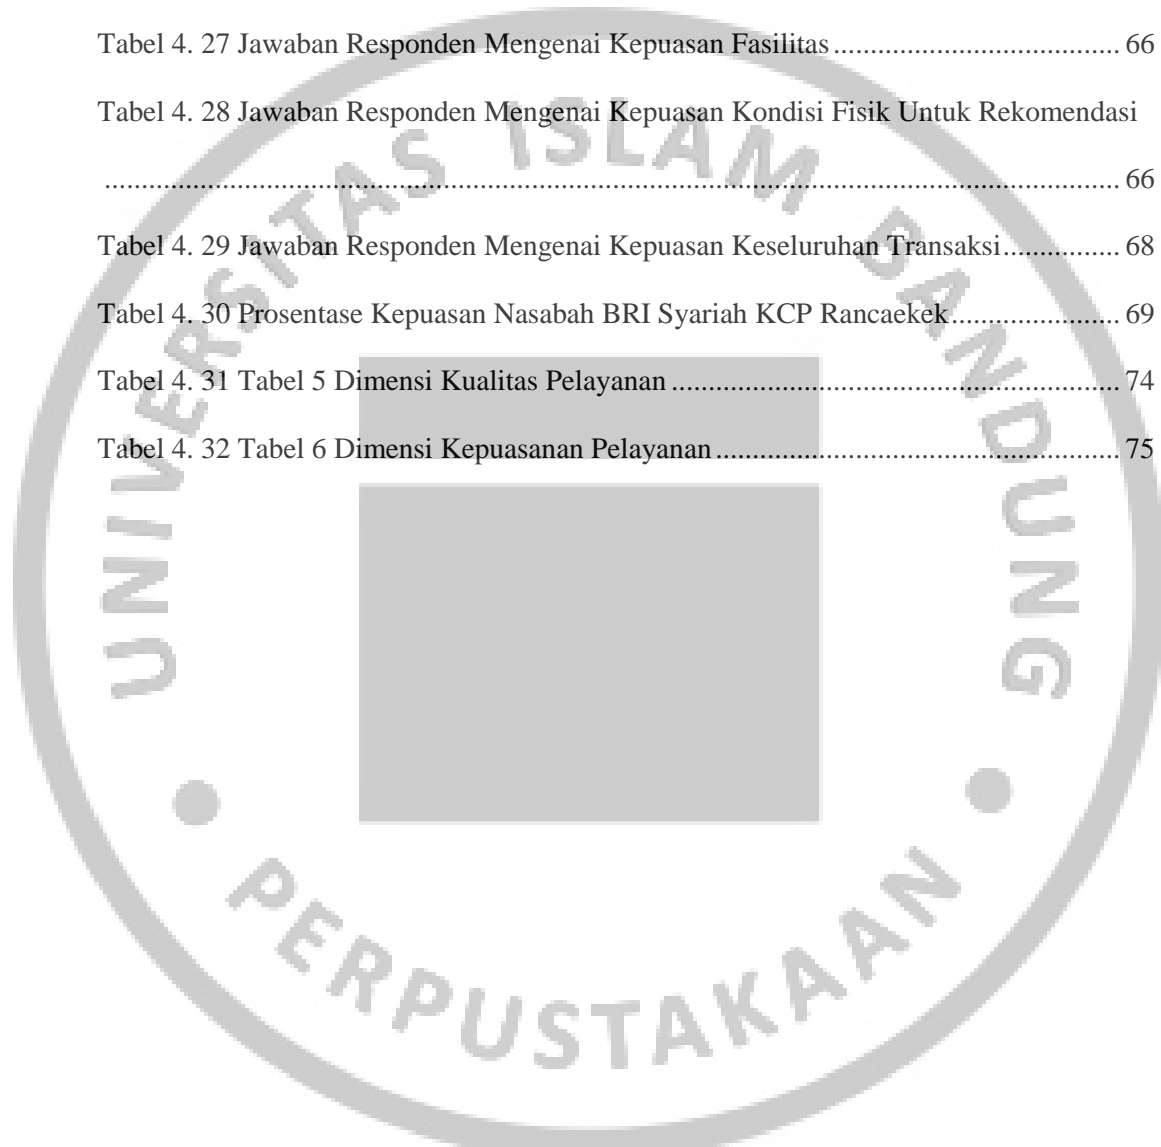 Tabel 4. 27 Jawaban Responden Mengenai Kepuasan Fasilitas ....................................... 66
Tabel 4. 28 Jawaban Responden Mengenai Kepuasan Kondisi Fisik Untuk Rekomendasi
........................................................................................................................................... 66
Tabel 4. 29 Jawaban Responden Mengenai Kepuasan Keseluruhan Transaksi ................ 68
Tabel 4. 30 Prosentase Kepuasan Nasabah BRI Syariah KCP Rancaekek ....................... 69
Tabel 4. 31 Tabel 5 Dimensi Kualitas Pelayanan ............................................................. 74
Tabel 4. 32 Tabel 6 Dimensi Kepuasanan Pelayanan ....................................................... 75
UNIVERSITAS ISLAM BANDUNG
PERPUSTAKAAN